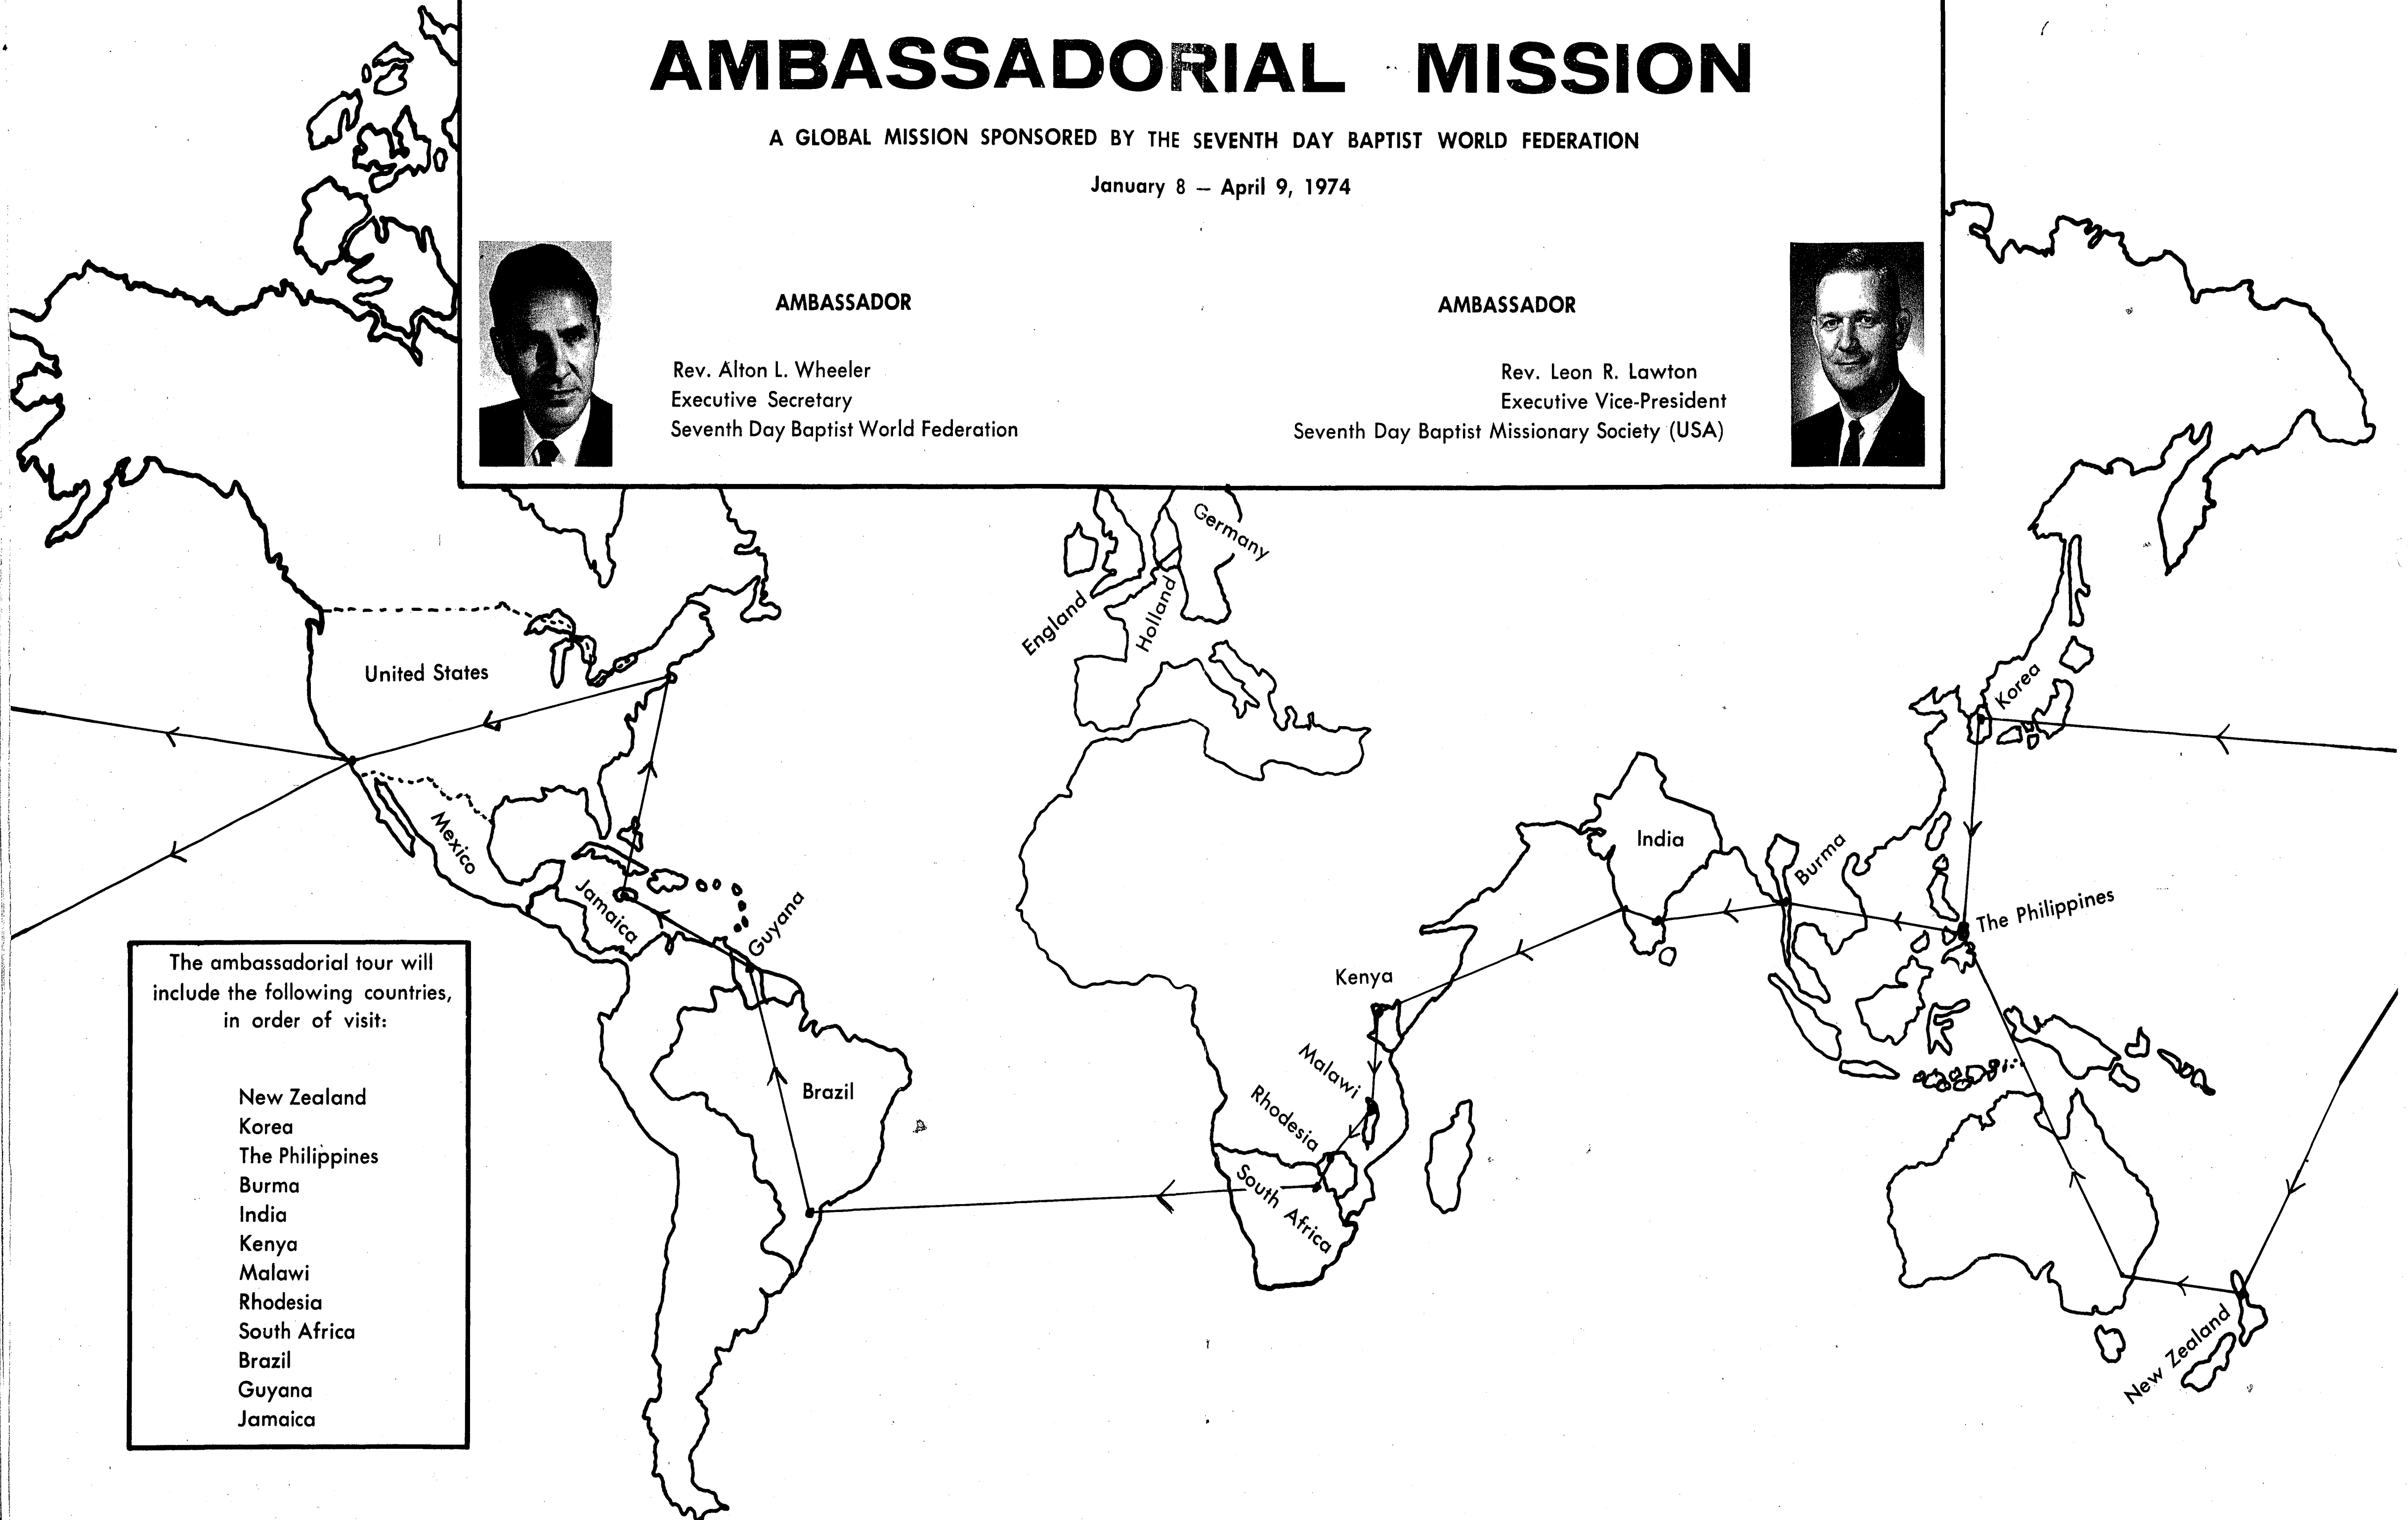 AMBASSADORIAL MISSION
A GLOBAL MISSION SPONSORED BY THE SEVENTH DAY BAPTIST WORLD FEDERATION
January 8 — April 9, 1974
AMBASSADOR
Rev. Alton L. Wheeler
Executive Secretary
Seventh Day Baptist World Federation
AMBASSADOR
Rev. Leon R. Lawton
Executive Vice-President
Seventh Day Baptist Missionary Society (USA)
Germany
England
Holland
United States
Korea
Mexico
India
Burma
Jamaica
Guyana
The Philippines
Kenya
Malawi
Rhodesia
Brazil
South Africa
New Zealand
The ambassadorial tour will
include the following countries,
in order of visit:
New Zealand
Korea
The Philippines
Burma
India
Kenya
Malawi
Rhodesia
South Africa
Brazil
Guyana
Jamaica